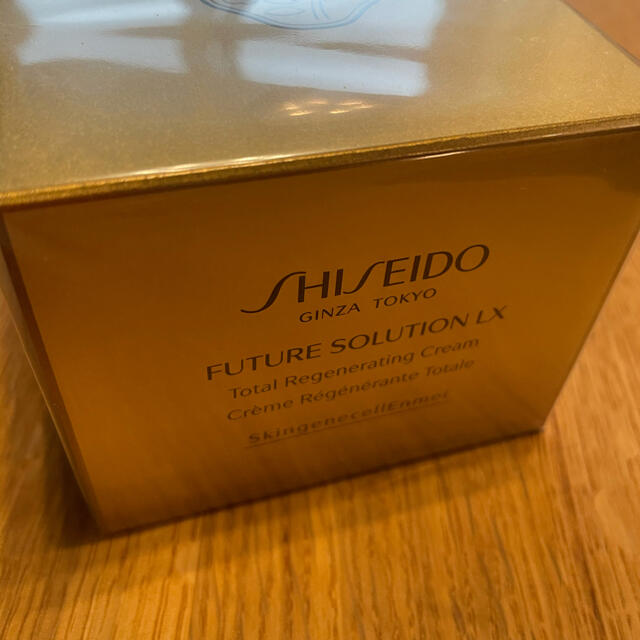 SHISEIDO
GINZA TOKYO
FUTURE SOLUTION LX
Total Regenerating Cream
Crème Régénérante Totale
SkingenecellEnmei